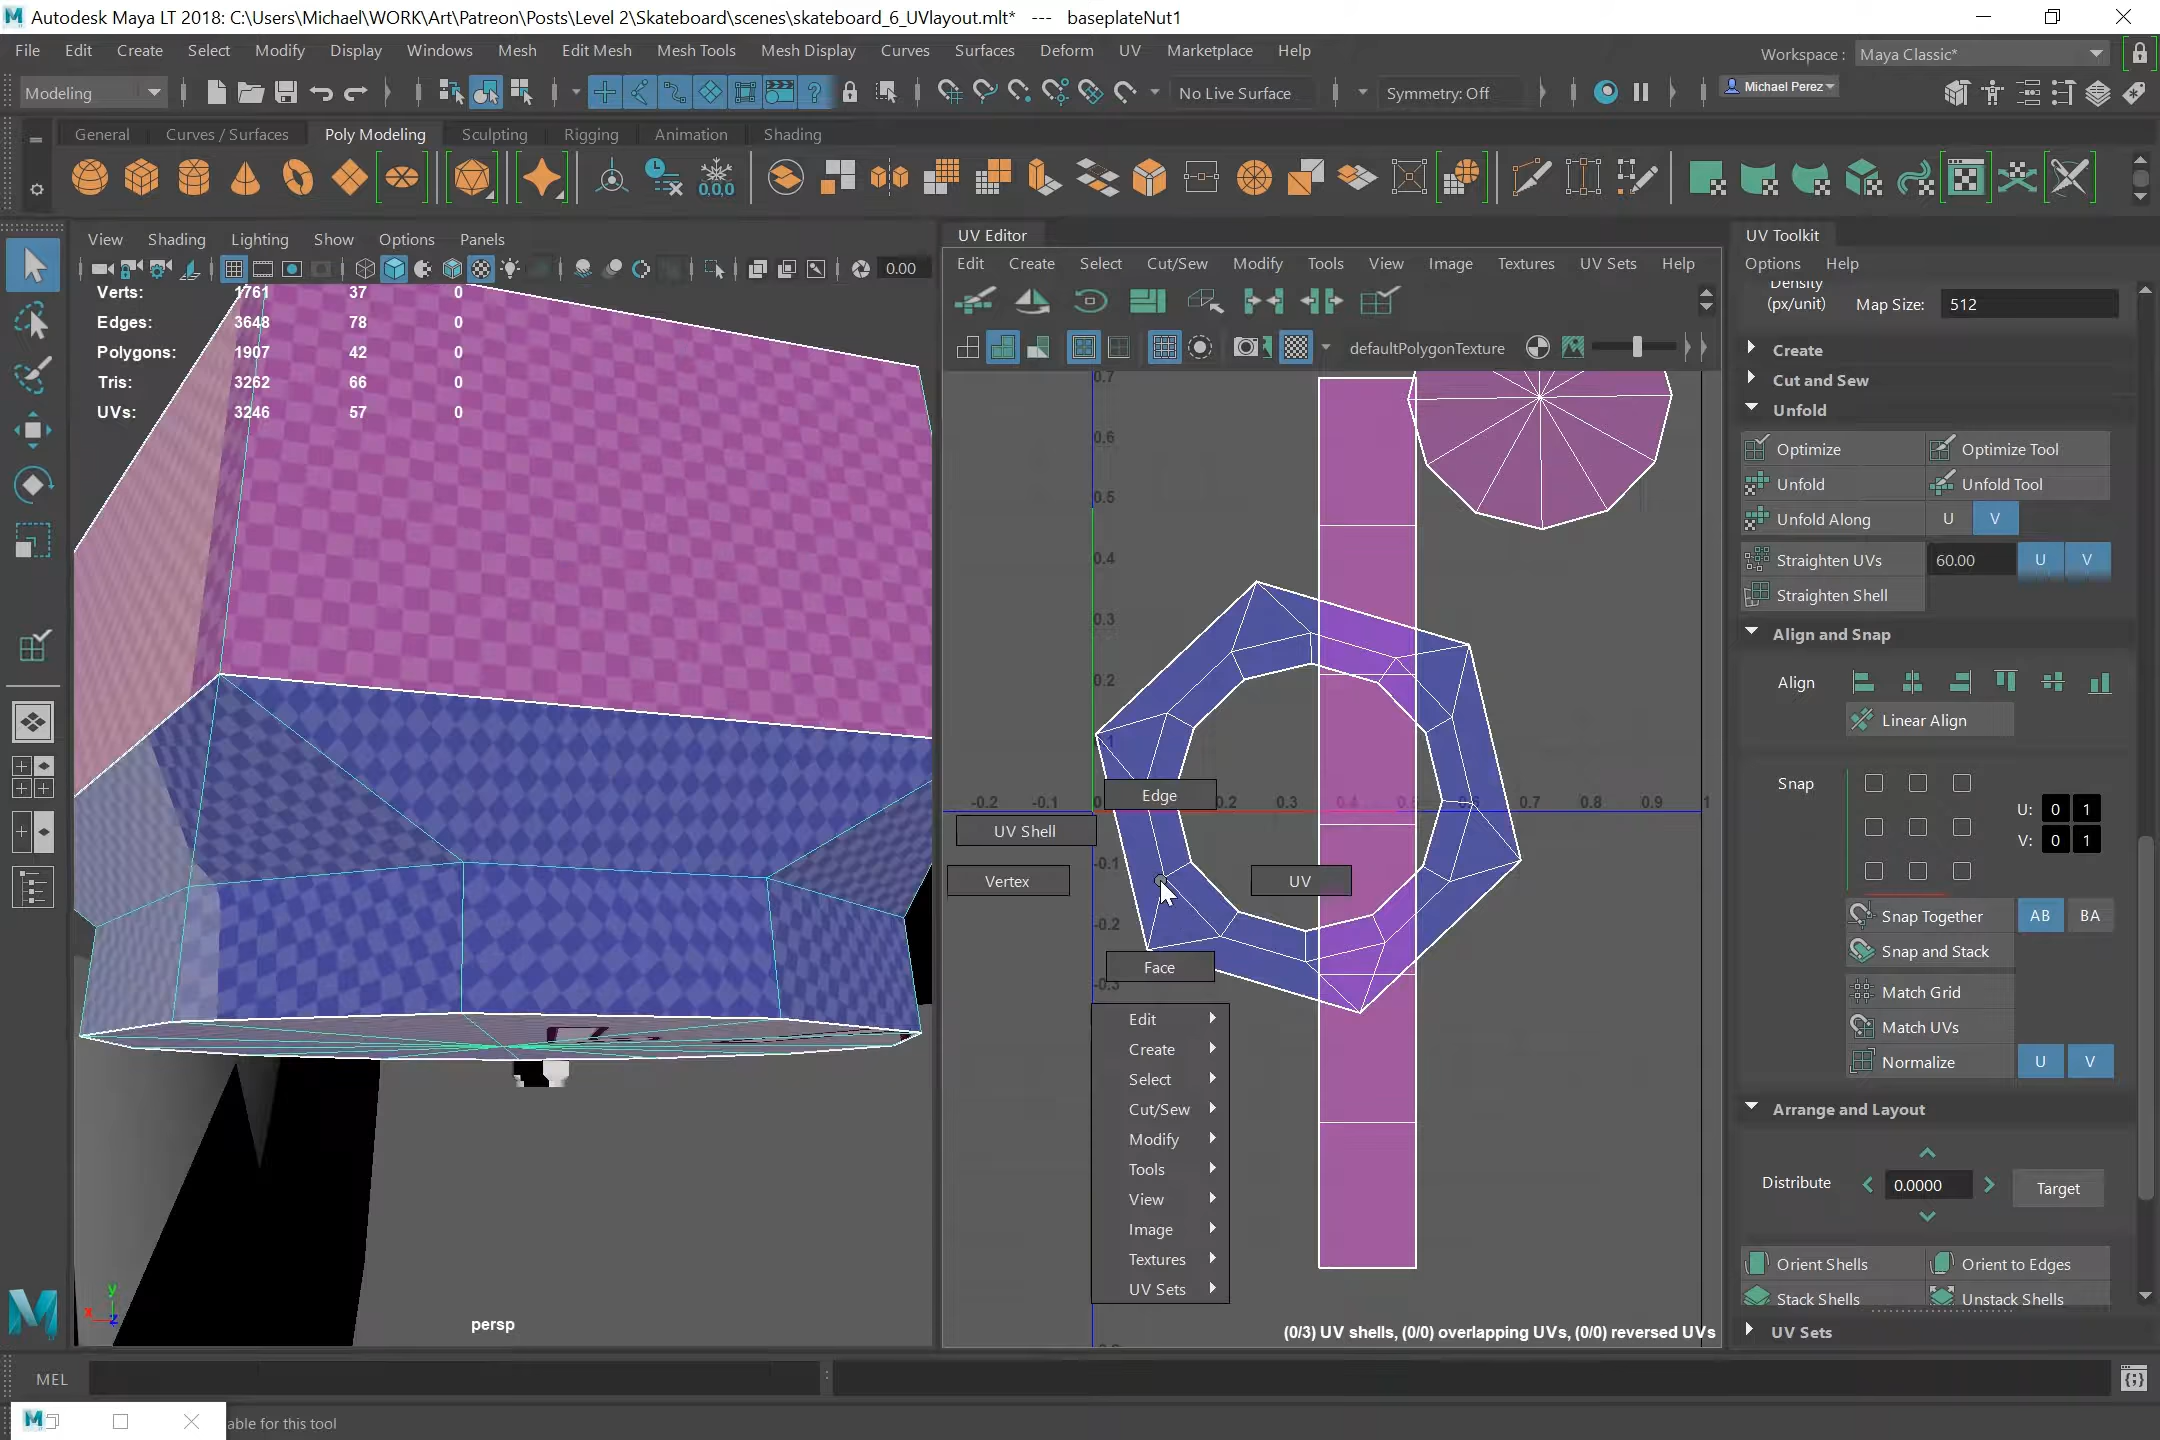 Autodesk Maya LT 2018: C:\Users\Michael\WORK\Art\Patreon\Posts\Level 2\Skateboard\scenes\skateboard_6_UVlayout.mlt*   ---   baseplateNut1
File Edit Create Select Modify Display Windows Mesh Edit Mesh Mesh Tools Mesh Display Curves Surfaces Deform UV Marketplace Help Workspace : Maya Classic*
Modeling No Live Surface Symmetry: Off Michael Perez
General Curves / Surfaces Poly Modeling Sculpting Rigging Animation Shading
0,0,0
View Shading Lighting Show Options Panels
0.00
Verts: 1761 37 0
Edges: 3648 78 0
Polygons: 1907 42 0
Tris: 3262 66 0
UVs: 3246 57 0
persp
UV Editor
Edit Create Select Cut/Sew Modify Tools View Image Textures UV Sets Help
defaultPolygonTexture
0.7
0.6
0.5
0.4
0.3
0.2
-0.2 -0.1 0 0.2 0.3 0.4 0.7 0.8 0.9 1
-0.1
-0.2
-0.3
Edge
UV Shell
Vertex UV
Face
Edit
Create
Select
Cut/Sew
Modify
Tools
View
Image
Textures
UV Sets
(0/3) UV shells, (0/0) overlapping UVs, (0/0) reversed UVs
UV Toolkit
Options Help
Density
(px/unit) Map Size: 512
Create
Cut and Sew
Unfold
Optimize Optimize Tool
Unfold Unfold Tool
Unfold Along U V
Straighten UVs 60.00 U V
Straighten Shell
Align and Snap
Align
Linear Align
Snap
U: 0 1
V: 0 1
Snap Together AB BA
Snap and Stack
Match Grid
Match UVs
Normalize U V
Arrange and Layout
Distribute 0.0000 Target
Orient Shells Orient to Edges
Stack Shells Unstack Shells
UV Sets
MEL
able for this tool